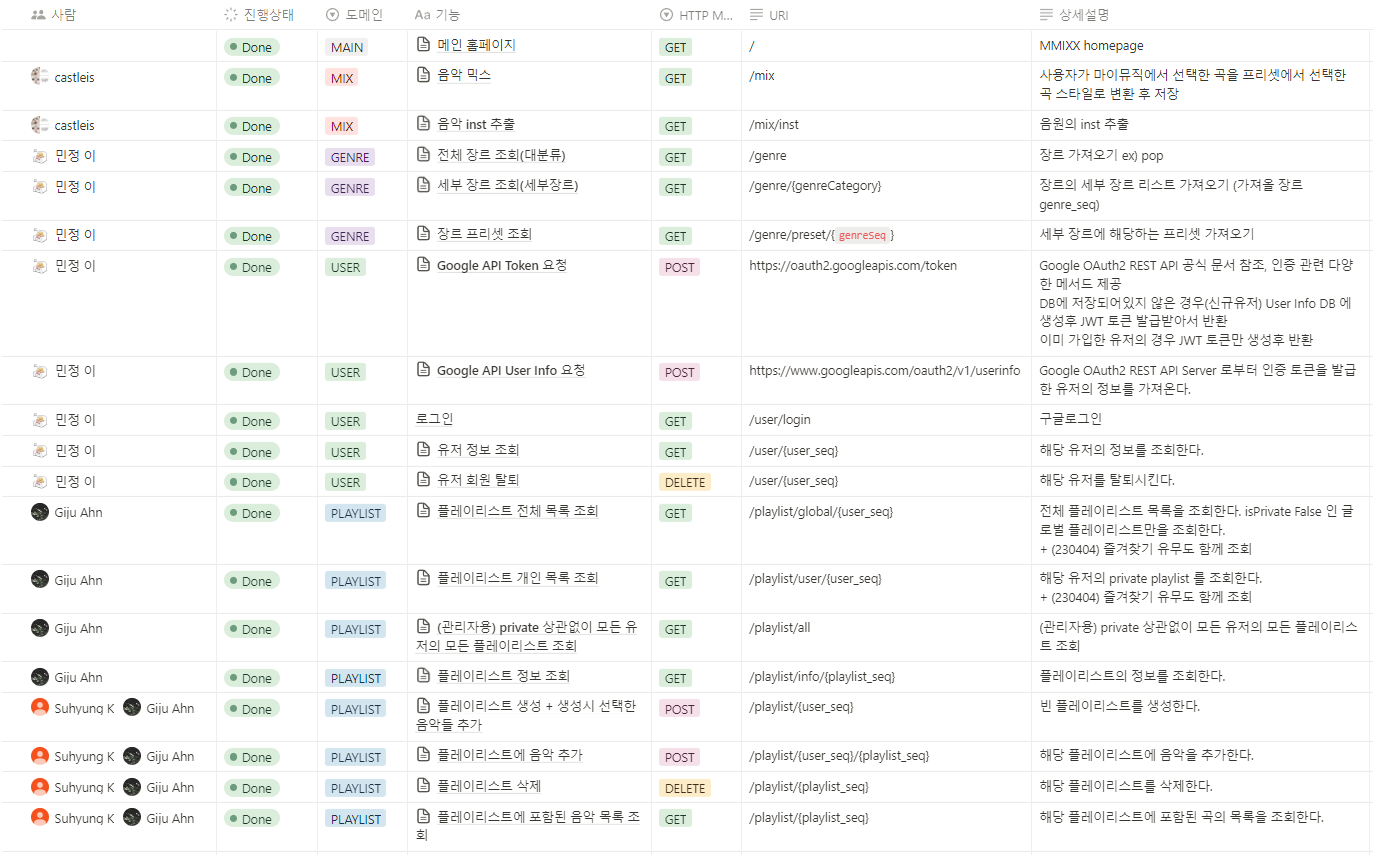 사람 진행상태 도메인 Aa 기능 HTTP M... URI 상세설명
Done MAIN 메인 홈페이지 GET / MMIXX homepage
castleis Done MIX 음악 믹스 GET /mix 사용자가 마이뮤직에서 선택한 곡을 프리셋에서 선택한
곡 스타일로 변환 후 저장
castleis Done MIX 음악 inst 추출 GET /mix/inst 음원의 inst 추출
민정 이 Done GENRE 전체 장르 조회(대분류) GET /genre 장르 가져오기 ex) pop
민정 이 Done GENRE 세부 장르 조회(세부장르) GET /genre/{genreCategory} 장르의 세부 장르 리스트 가져오기 (가져올 장르
genre_seq)
민정 이 Done GENRE 장르 프리셋 조회 GET /genre/preset/{genreSeq} 세부 장르에 해당하는 프리셋 가져오기
민정 이 Done USER Google API Token 요청 POST https://oauth2.googleapis.com/token Google OAuth2 REST API 공식 문서 참조, 인증 관련 다양
한 메서드 제공
DB에 저장되어있지 않은 경우(신규유저) User Info DB 에
생성후 JWT 토큰 발급받아서 반환
이미 가입한 유저의 경우 JWT 토큰만 생성후 반환
민정 이 Done USER Google API User Info 요청 POST https://www.googleapis.com/oauth2/v1/userinfo Google OAuth2 REST API Server 로부터 인증 토큰을 발급
한 유저의 정보를 가져온다.
민정 이 Done USER 로그인 GET /user/login 구글로그인
민정 이 Done USER 유저 정보 조회 GET /user/{user_seq} 해당 유저의 정보를 조회한다.
민정 이 Done USER 유저 회원 탈퇴 DELETE /user/{user_seq} 해당 유저를 탈퇴시킨다.
Giju Ahn Done PLAYLIST 플레이리스트 전체 목록 조회 GET /playlist/global/{user_seq} 전체 플레이리스트 목록을 조회한다. isPrivate False 인 글
로벌 플레이리스트만을 조회한다.
+ (230404) 즐겨찾기 유무도 함께 조회
Giju Ahn Done PLAYLIST 플레이리스트 개인 목록 조회 GET /playlist/user/{user_seq} 해당 유저의 private playlist 를 조회한다.
+ (230404) 즐겨찾기 유무도 함께 조회
Giju Ahn Done PLAYLIST (관리자용) private 상관없이 모든 유 GET /playlist/all (관리자용) private 상관없이 모든 유저의 모든 플레이리스
저의 모든 플레이리스트 조회 트 조회
Giju Ahn Done PLAYLIST 플레이리스트 정보 조회 GET /playlist/info/{playlist_seq} 플레이리스트의 정보를 조회한다.
Suhyung K Giju Ahn Done PLAYLIST 플레이리스트 생성 + 생성시 선택한 POST /playlist/{user_seq} 빈 플레이리스트를 생성한다.
음악들 추가
Suhyung K Giju Ahn Done PLAYLIST 플레이리스트에 음악 추가 POST /playlist/{user_seq}/{playlist_seq} 해당 플레이리스트에 음악을 추가한다.
Suhyung K Giju Ahn Done PLAYLIST 플레이리스트 삭제 DELETE /playlist/{playlist_seq} 해당 플레이리스트를 삭제한다.
Suhyung K Giju Ahn Done PLAYLIST 플레이리스트에 포함된 음악 목록 조 GET /playlist/{playlist_seq} 해당 플레이리스트에 포함된 곡의 목록을 조회한다.
회